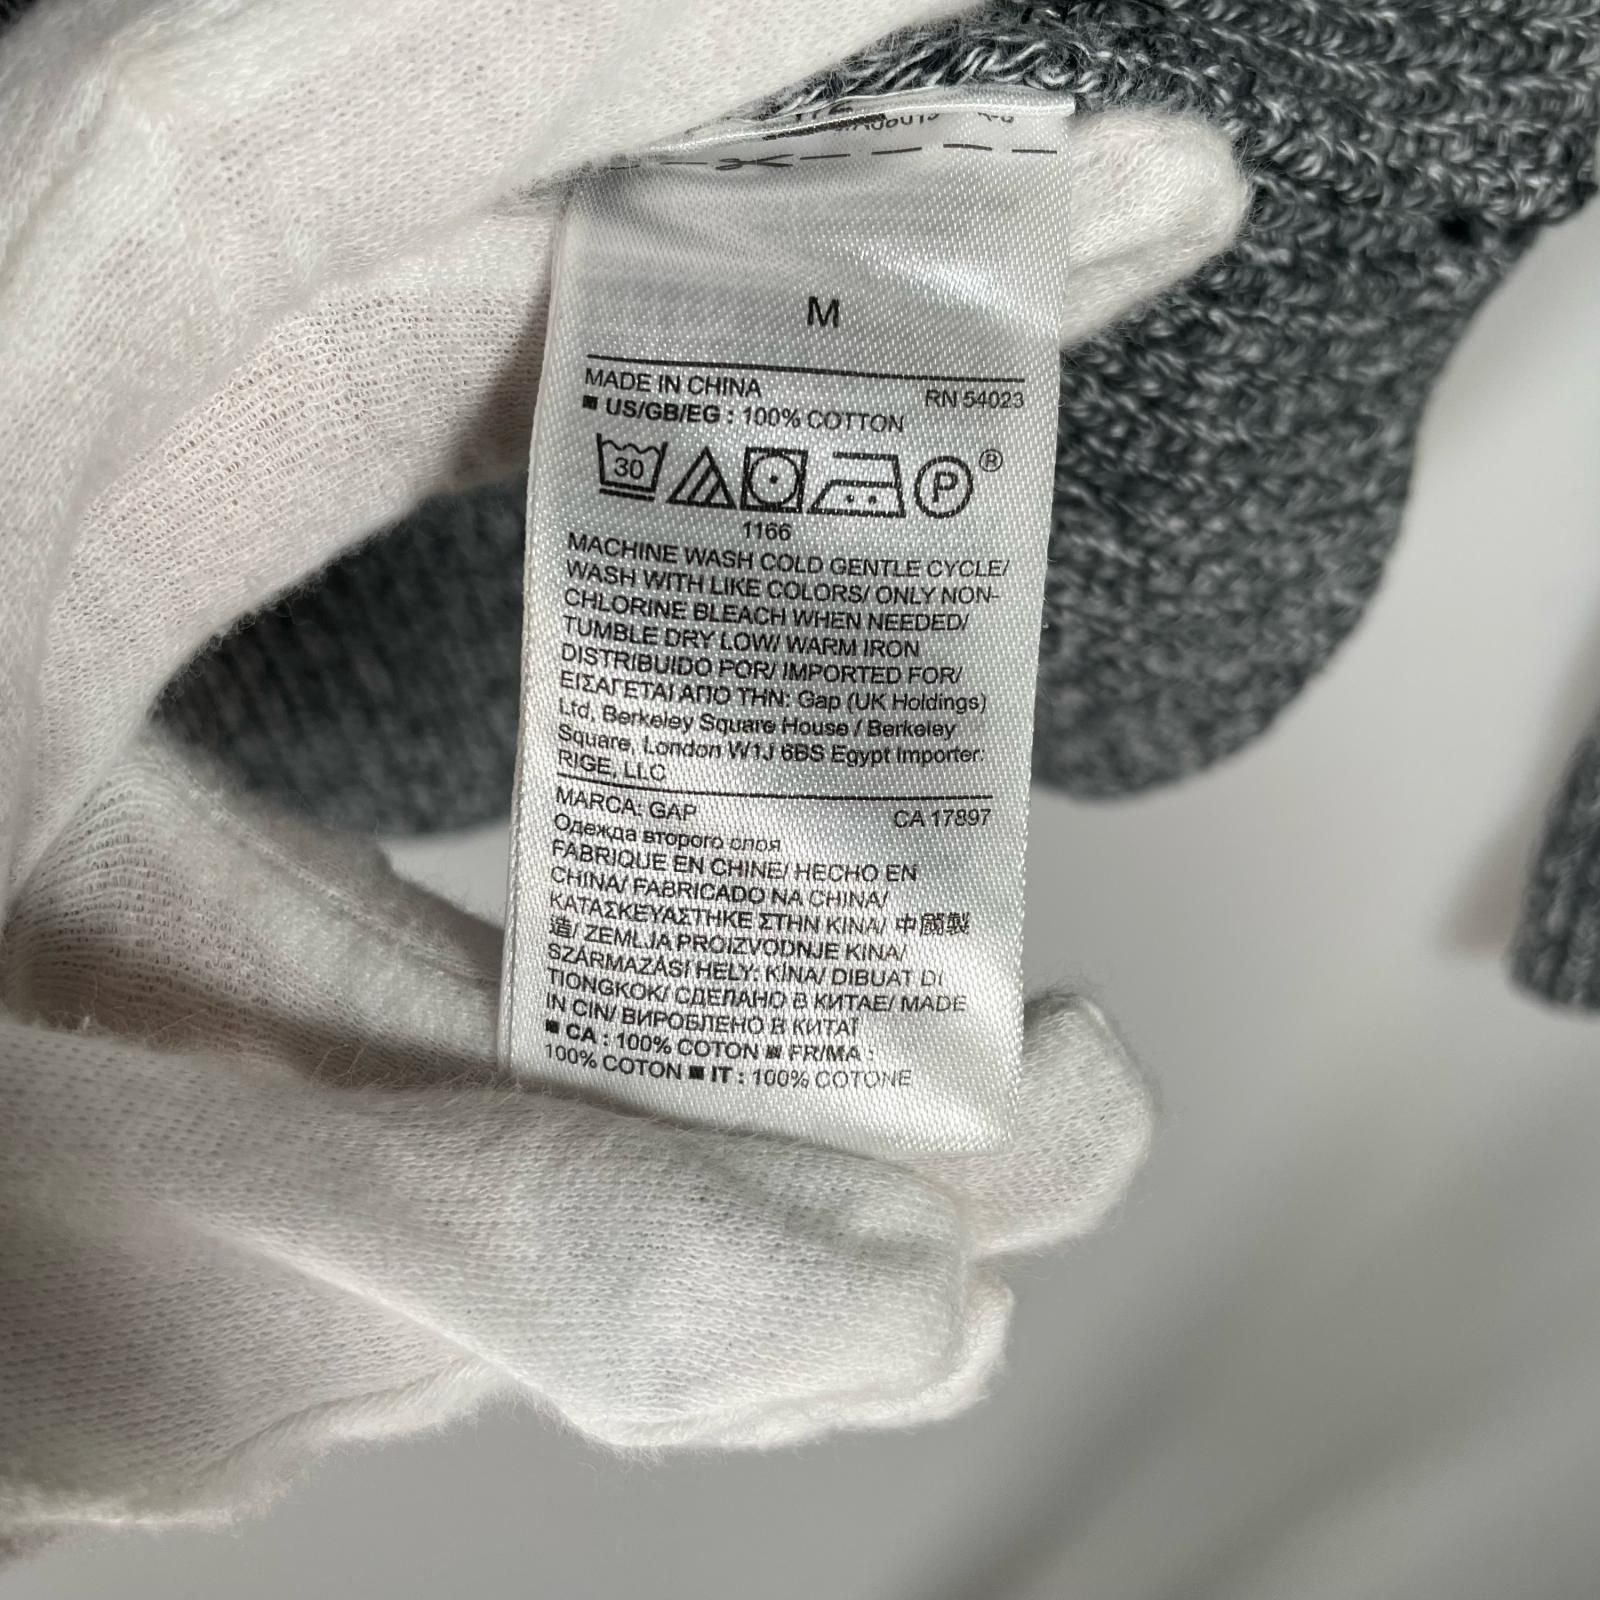 M
MADE IN CHINA RN 54023
■ US/GB/EG : 100% COTTON
30 P ®
1166
MACHINE WASH COLD GENTLE CYCLE/
WASH WITH LIKE COLORS/ ONLY NON-
CHLORINE BLEACH WHEN NEEDED/
TUMBLE DRY LOW/ WARM IRON
DISTRIBUIDO POR/ IMPORTED FOR/
ΕΙΣΑΓΕΤΑΙ ΑΠΟ ΤΗΝ: Gap (UK Holdings)
Ltd, Berkeley Square House / Berkeley
Square, London W1J 6BS Egypt Importer:
RIGE, LLC
MARCA: GAP CA 17897
Одежда второго слоя
FABRIQUE EN CHINE/ HECHO EN
CHINA/ FABRICADO NA CHINA/
ΚΑΤΑΣΚΕΥΑΣΤΗΚΕ ΣΤΗΝ ΚΙΝΑ/ 中國製
造/ ZEMLJA PROIZVODNJE KINA/
SZÁRMAZÁSI HELY: KÍNA/ DIBUAT DI
TIONGKOK/ СДЕЛАНО В КИТАЕ/ MADE
IN CIN/ ВИРОБЛЕНО В КИТАЇ
■ CA : 100% COTON ■ FR/MA :
100% COTON ■ IT : 100% COTONE